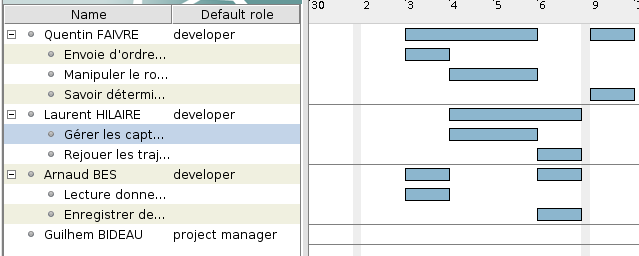 Name Default role 30 2 3 4 5 6 9
Quentin FAIVRE developer
Envoie d'ordre...
Manipuler le ro...
Savoir détermi...
Laurent HILAIRE developer
Gérer les capt...
Rejouer les traj...
Arnaud BES developer
Lecture donne...
Enregistrer de...
Guilhem BIDEAU project manager